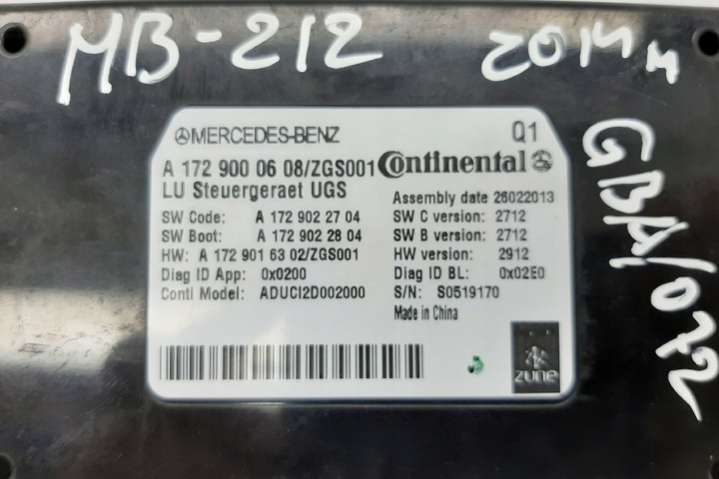 MB-212 2014 м
GBA/072
MERCEDES-BENZ Q1
A 172 900 06 08/ZGS001 Continental
LU Steuergeraet UGS Assembly date 26022013
SW Code: A 172 902 27 04 SW C version: 2712
SW Boot: A 172 902 28 04 SW B version: 2712
HW: A 172 901 63 02/ZGS001 HW version: 2912
Diag ID App: 0x0200 Diag ID BL: 0x02E0
Conti Model: ADUCI2D002000 S/N: S0519170
Made in China
zune